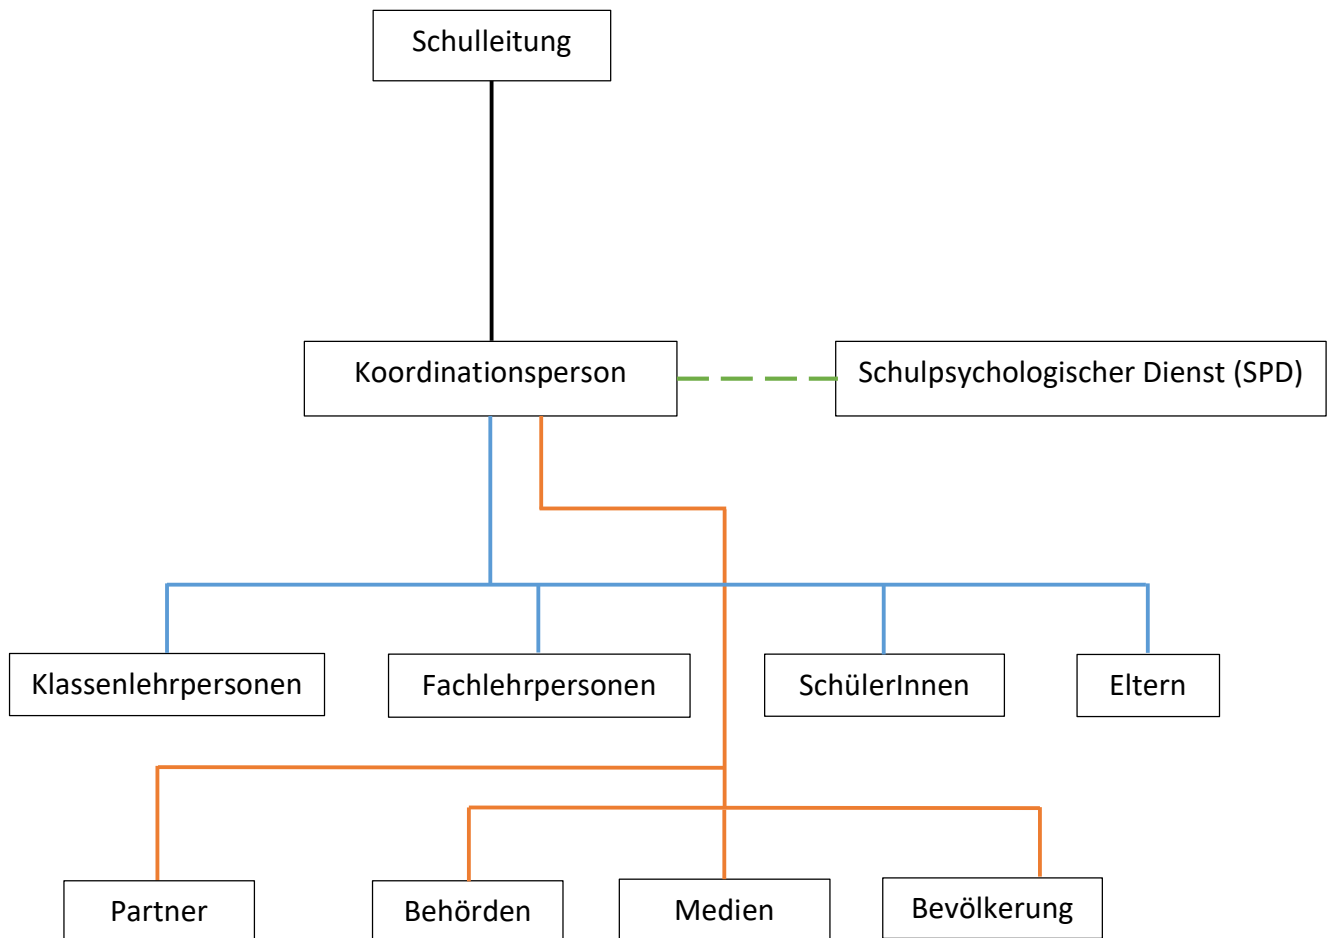 Schulleitung
Koordinationsperson
Schulpsychologischer Dienst (SPD)
Klassenlehrpersonen
Fachlehrpersonen
SchülerInnen
Eltern
Partner
Behörden
Medien
Bevölkerung